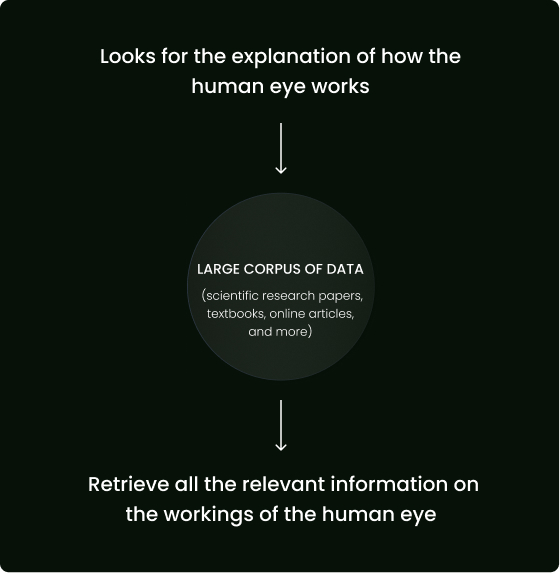 Looks for the explanation of how the
human eye works
LARGE CORPUS OF DATA
(scientific research papers,
textbooks, online articles,
and more)
Retrieve all the relevant information on
the workings of the human eye